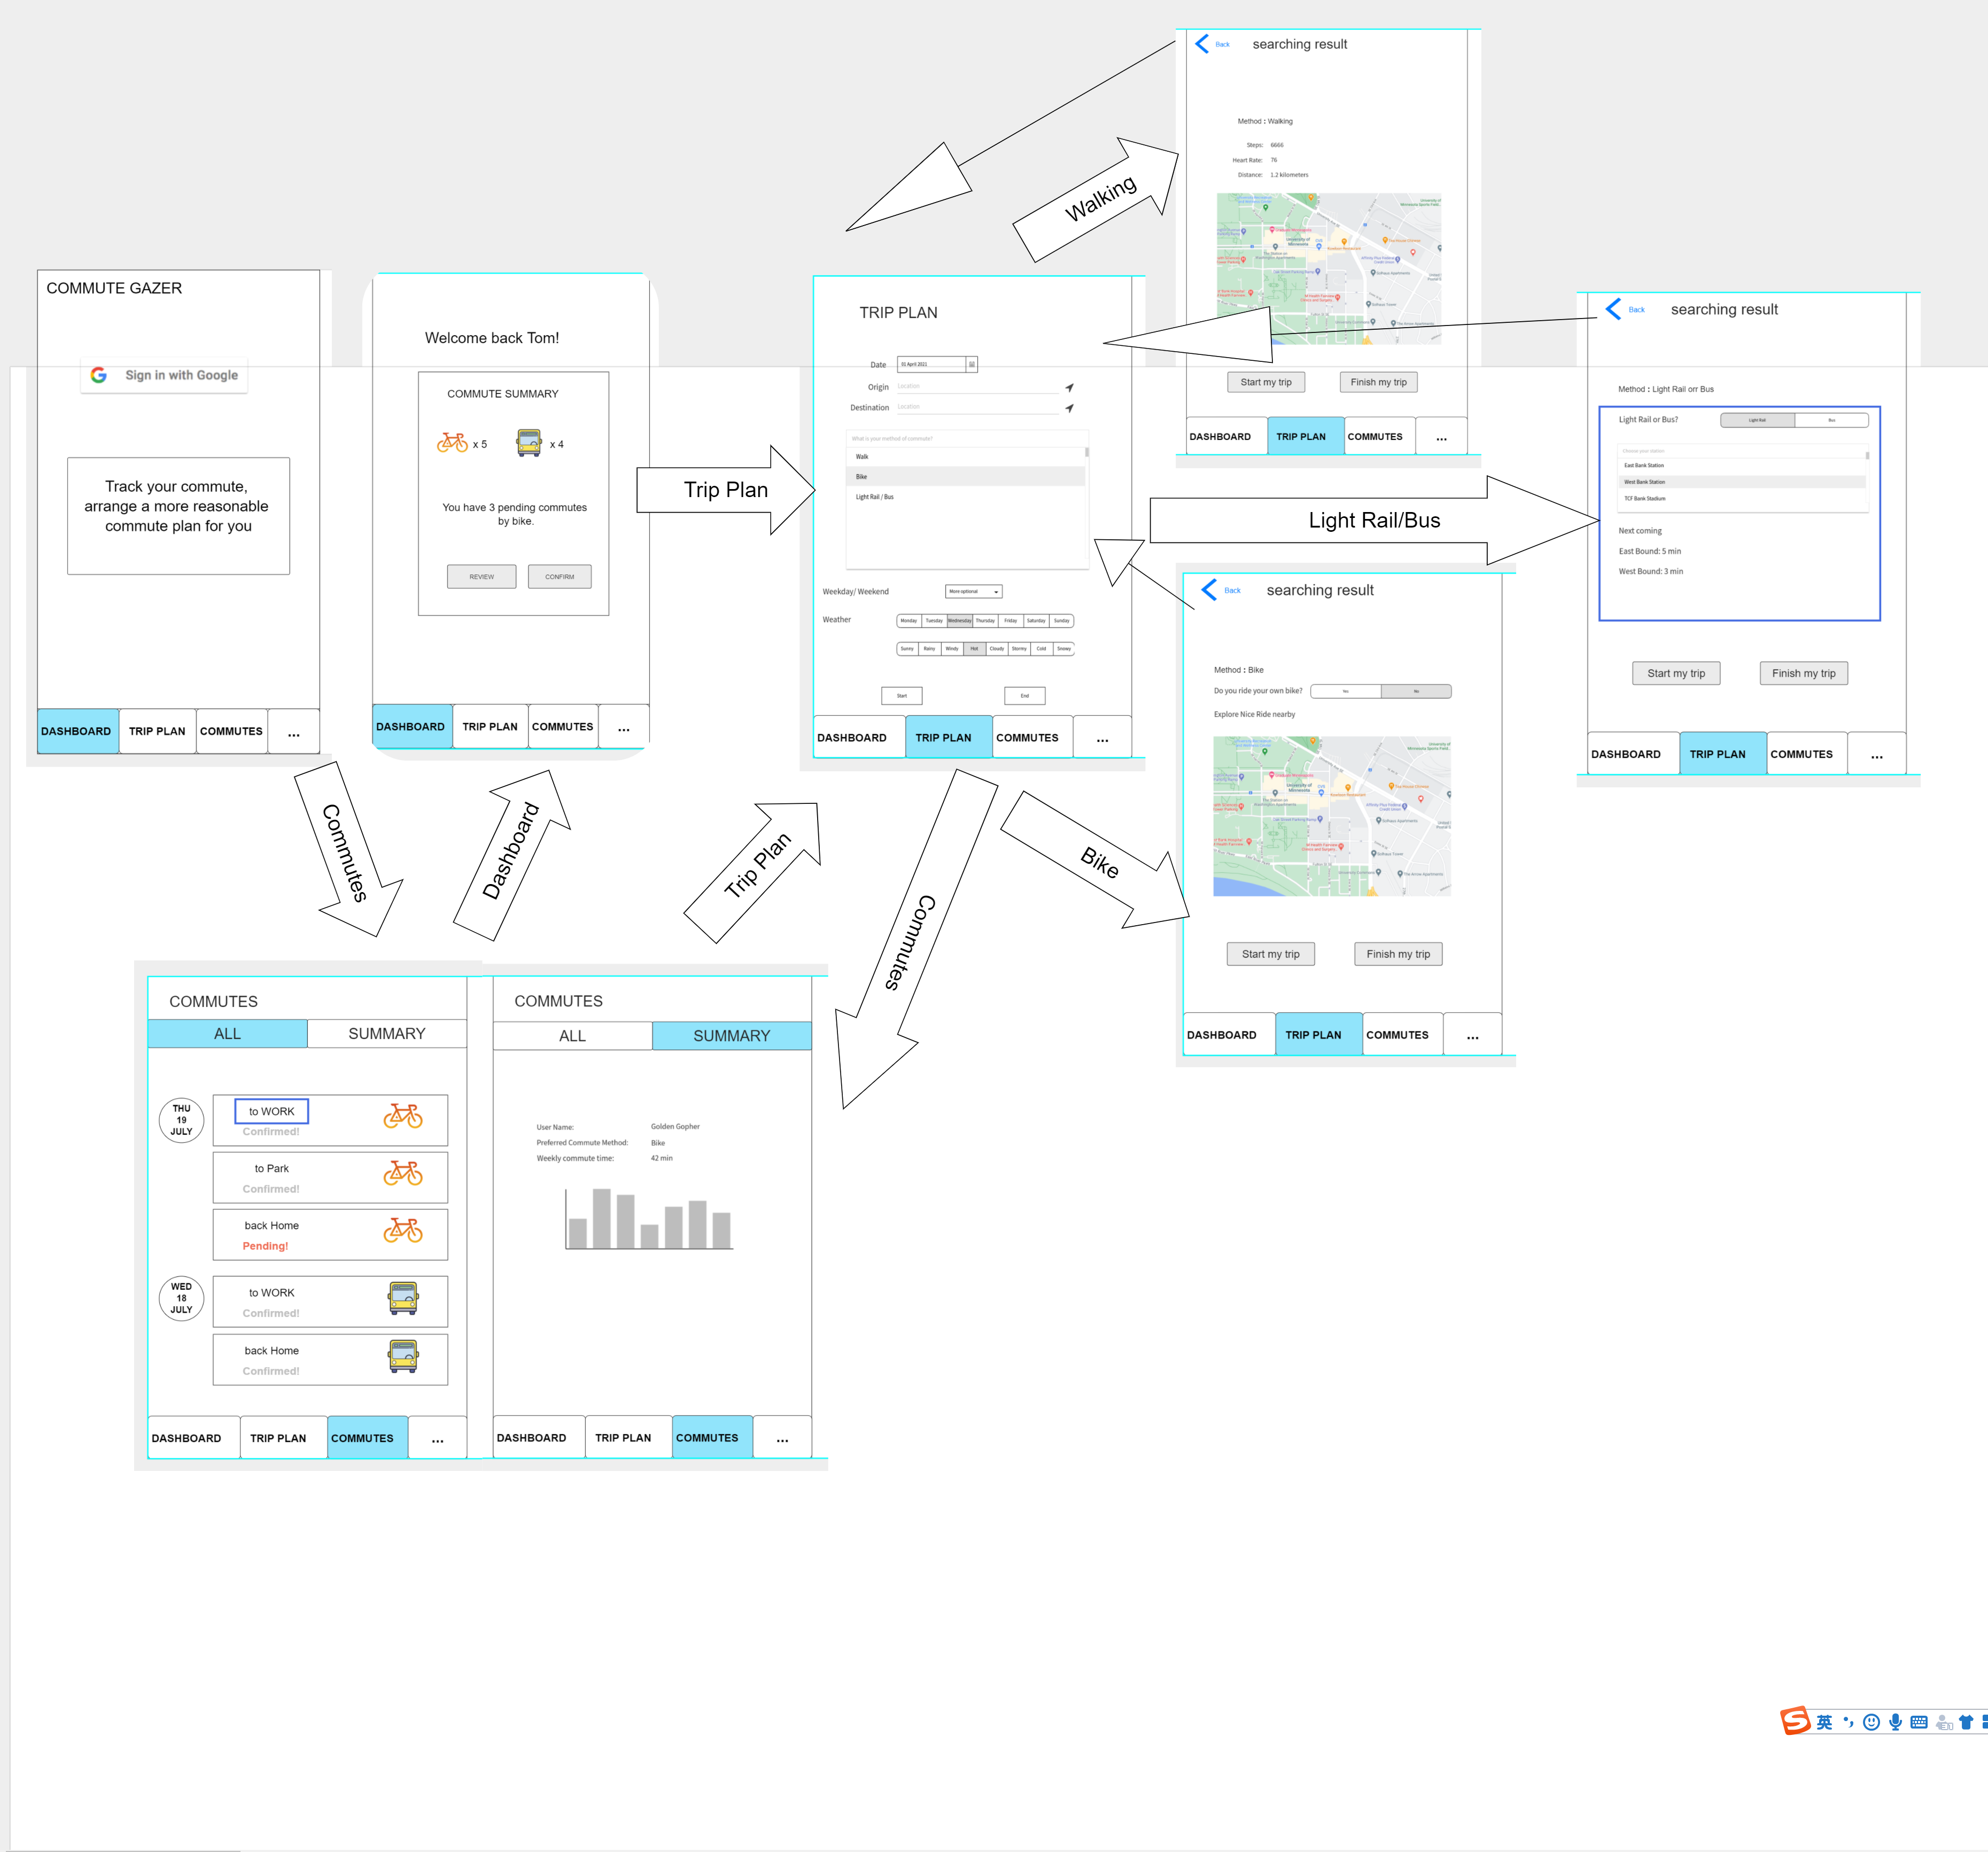 COMMUTE GAZER
Sign in with Google
Track your commute,
arrange a more reasonable
commute plan for you
DASHBOARD
TRIP PLAN
COMMUTES
...
Welcome back Tom!
COMMUTE SUMMARY
x 5
x 4
You have 3 pending commutes
by bike.
REVIEW
CONFIRM
DASHBOARD
TRIP PLAN
COMMUTES
...
Trip Plan
TRIP PLAN
Date
01 April 2021
Origin
Location
Destination
Location
What is your method of commute?
Walk
Bike
Light Rail / Bus
Weekday/ Weekend
More optional
Weather
Monday Tuesday Wednesday Thursday Friday Saturday Sunday
Sunny Rainy Windy Hot Cloudy Stormy Cold Snowy
Start
End
DASHBOARD
TRIP PLAN
COMMUTES
...
Walking
Back
searching result
Method : Walking
Steps: 6666
Heart Rate: 76
Distance: 1.2 kilometers
University of
Minnesota
Start my trip
Finish my trip
DASHBOARD
TRIP PLAN
COMMUTES
...
Light Rail/Bus
Back
searching result
Method : Light Rail orr Bus
Light Rail or Bus?
Light Rail
Bus
Choose your station
East Bank Station
West Bank Station
TCF Bank Stadium
Next coming
East Bound: 5 min
West Bound: 3 min
Start my trip
Finish my trip
DASHBOARD
TRIP PLAN
COMMUTES
...
Bike
Back
searching result
Method : Bike
Do you ride your own bike?
Yes
No
Explore Nice Ride nearby
University of
Minnesota
Start my trip
Finish my trip
DASHBOARD
TRIP PLAN
COMMUTES
...
Commutes
Dashboard
Trip Plan
Commutes
COMMUTES
ALL
SUMMARY
THU
19
JULY
to WORK
Confirmed!
to Park
Confirmed!
back Home
Pending!
WED
18
JULY
to WORK
Confirmed!
back Home
Confirmed!
DASHBOARD
TRIP PLAN
COMMUTES
...
COMMUTES
ALL
SUMMARY
User Name: Golden Gopher
Preferred Commute Method: Bike
Weekly commute time: 42 min
DASHBOARD
TRIP PLAN
COMMUTES
...
英